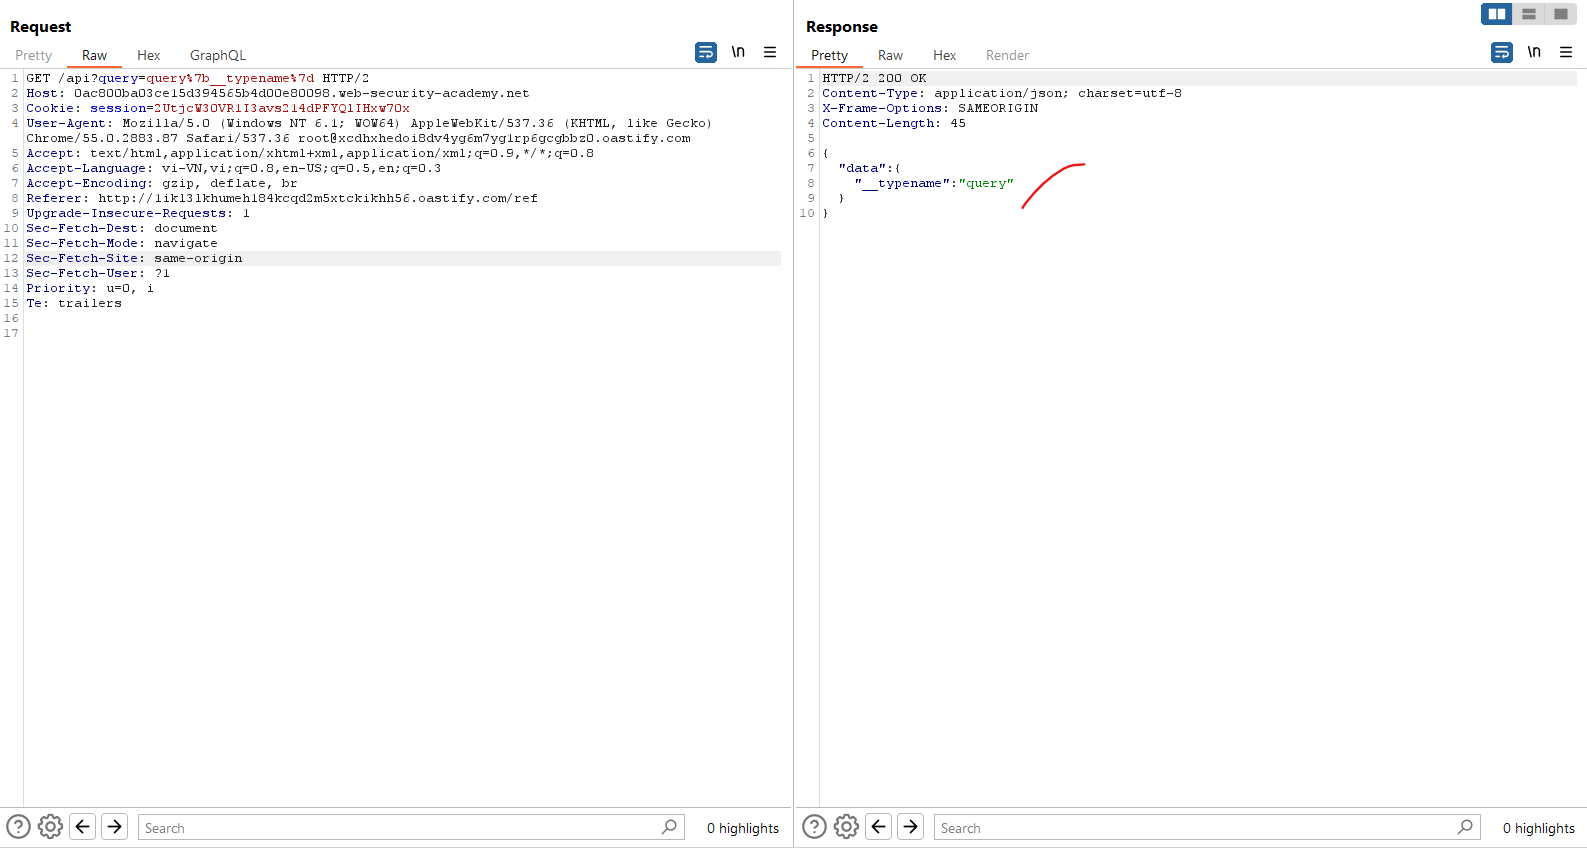 Request
Pretty Raw Hex GraphQL \n
1 GET /api?query=query%7b__typename%7d HTTP/2
2 Host: 0ac800ba03ce15d394565b4d00e80098.web-security-academy.net
3 Cookie: session=2UtjcW30VR1I3avs214dPFYQlIHxw70x
4 User-Agent: Mozilla/5.0 (Windows NT 6.1; WOW64) AppleWebKit/537.36 (KHTML, like Gecko)
Chrome/55.0.2883.87 Safari/537.36 root@xcdhxhedoi8dv4yg6m7yg1rp6gcgbbz0.oastify.com
5 Accept: text/html,application/xhtml+xml,application/xml;q=0.9,*/*;q=0.8
6 Accept-Language: vi-VN,vi;q=0.8,en-US;q=0.5,en;q=0.3
7 Accept-Encoding: gzip, deflate, br
8 Referer: http://1ikl31khumeh184kcqd2m5xtckikhh56.oastify.com/ref
9 Upgrade-Insecure-Requests: 1
10 Sec-Fetch-Dest: document
11 Sec-Fetch-Mode: navigate
12 Sec-Fetch-Site: same-origin
13 Sec-Fetch-User: ?1
14 Priority: u=0, i
15 Te: trailers
16
17
Search
0 highlights
Response
Pretty Raw Hex Render \n
1 HTTP/2 200 OK
2 Content-Type: application/json; charset=utf-8
3 X-Frame-Options: SAMEORIGIN
4 Content-Length: 45
5
6 {
7 "data":{
8 "__typename":"query"
9 }
10 }
Search
0 highlights